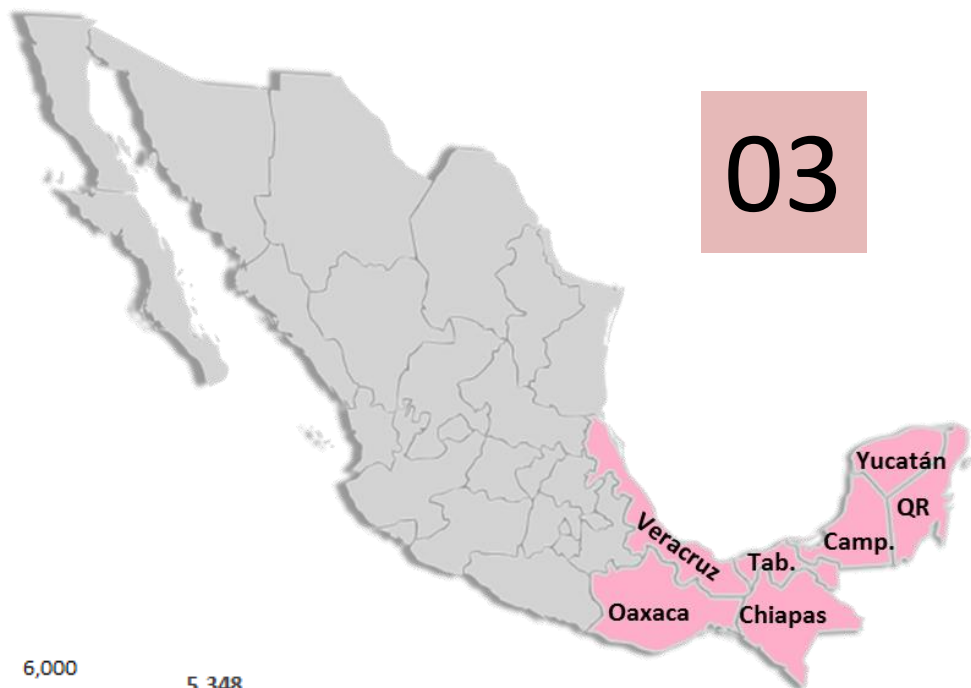 03
Yucatán
QR
Camp.
Veracruz
Tab.
Oaxaca
Chiapas
6,000
5,348